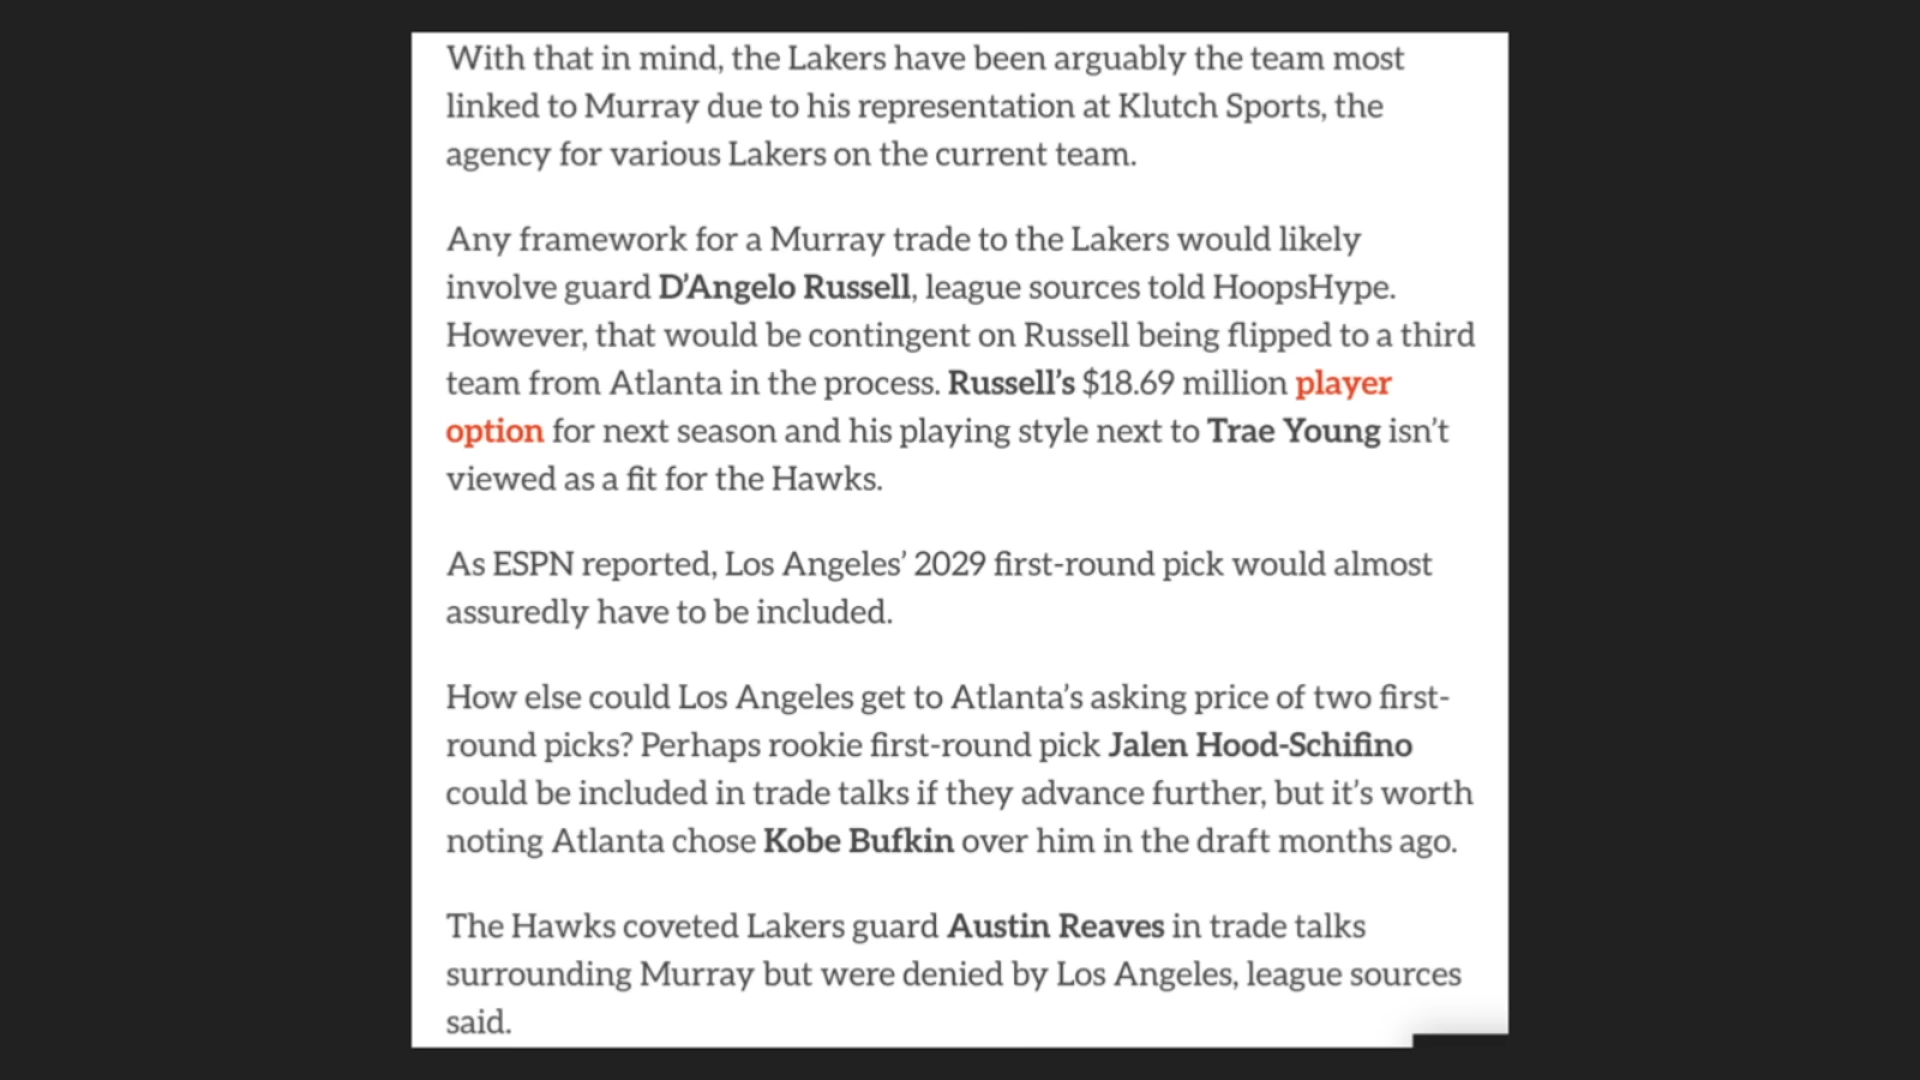 With that in mind, the Lakers have been arguably the team most
linked to Murray due to his representation at Klutch Sports, the
agency for various Lakers on the current team.
Any framework for a Murray trade to the Lakers would likely
involve guard D’Angelo Russell, league sources told HoopsHype.
However, that would be contingent on Russell being flipped to a third
team from Atlanta in the process. Russell’s $18.69 million player
option for next season and his playing style next to Trae Young isn’t
viewed as a fit for the Hawks.
As ESPN reported, Los Angeles’ 2029 first-round pick would almost
assuredly have to be included.
How else could Los Angeles get to Atlanta’s asking price of two first-
round picks? Perhaps rookie first-round pick Jalen Hood-Schifino
could be included in trade talks if they advance further, but it’s worth
noting Atlanta chose Kobe Bufkin over him in the draft months ago.
The Hawks coveted Lakers guard Austin Reaves in trade talks
surrounding Murray but were denied by Los Angeles, league sources
said.